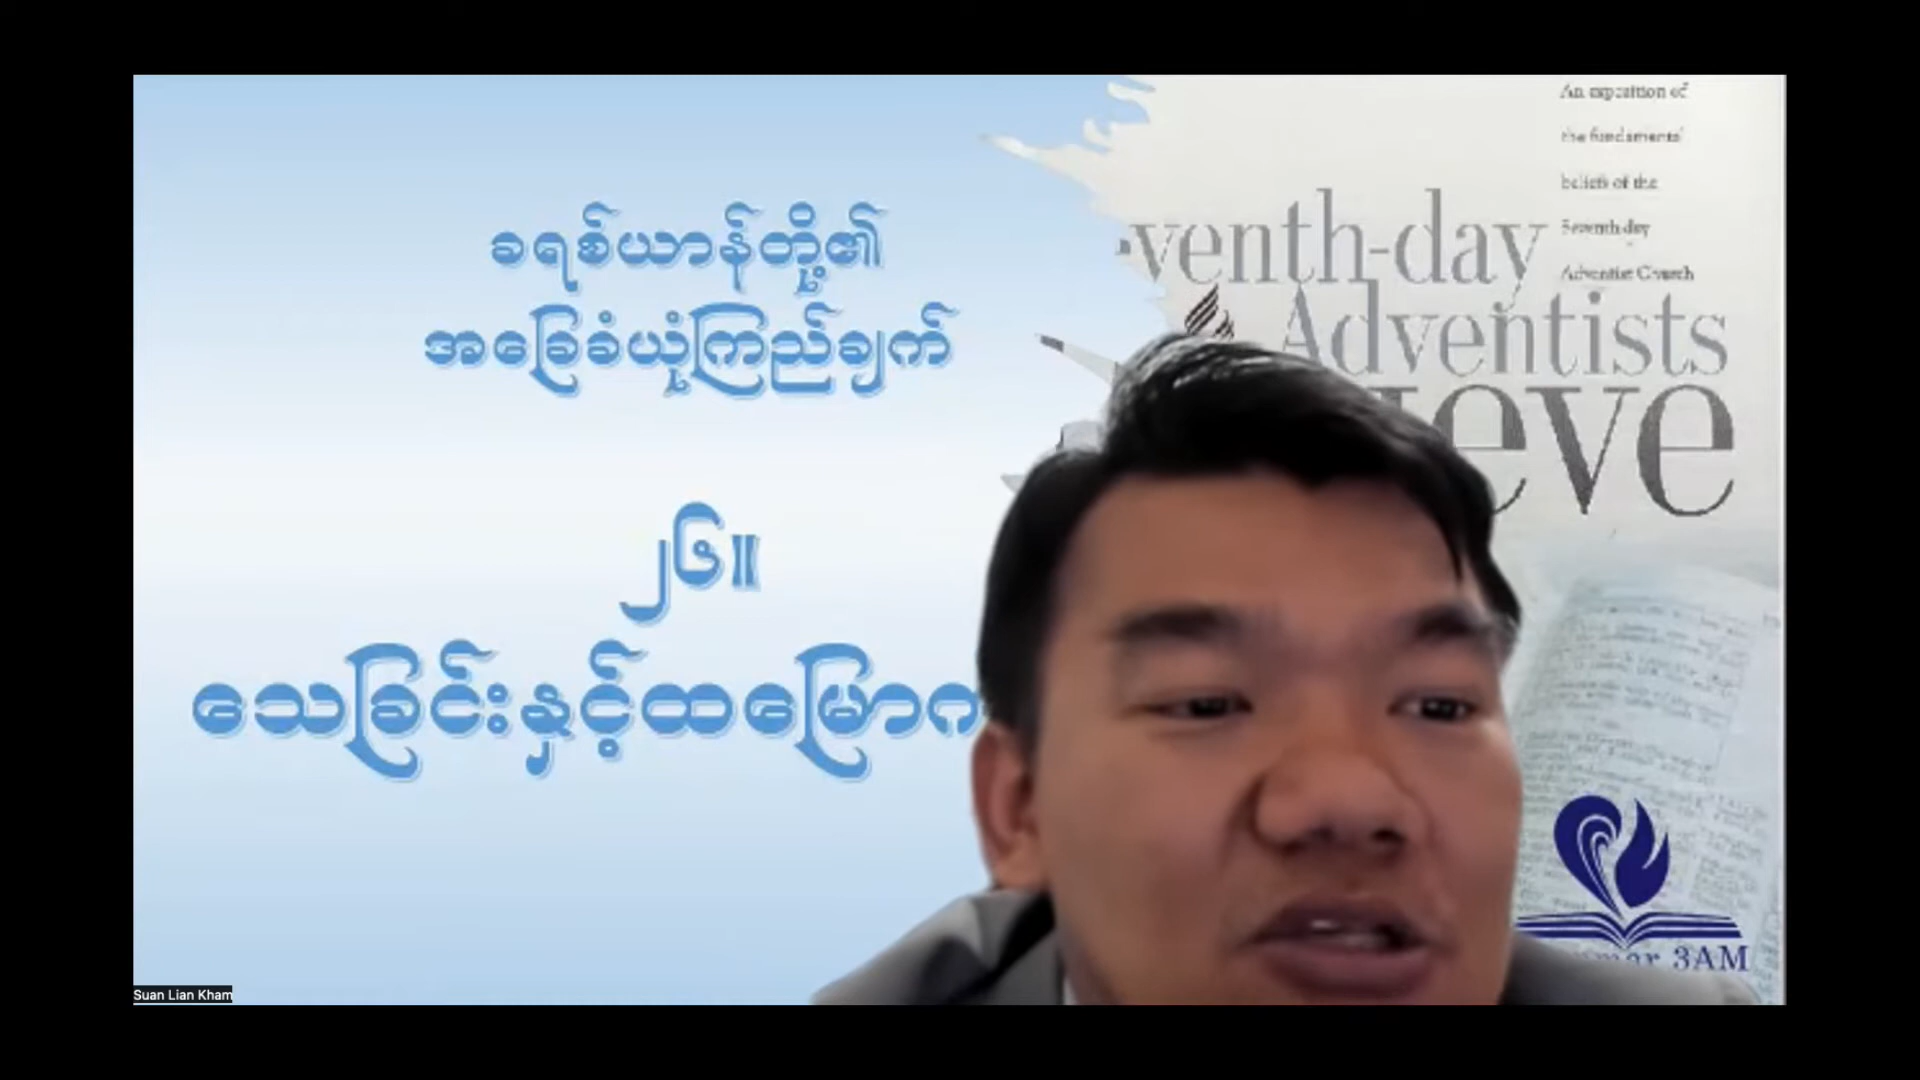 ခရစ်ယာန်တို့၏
အခြေခံယုံကြည်ချက်
၂၆။
သေခြင်းနှင့်ထမြောက
An exposition of
the fundamental
beliefs of the
Seventh-day
Adventist Church
venth-day
Adventists
eve
3AM
Suan Lian Kham